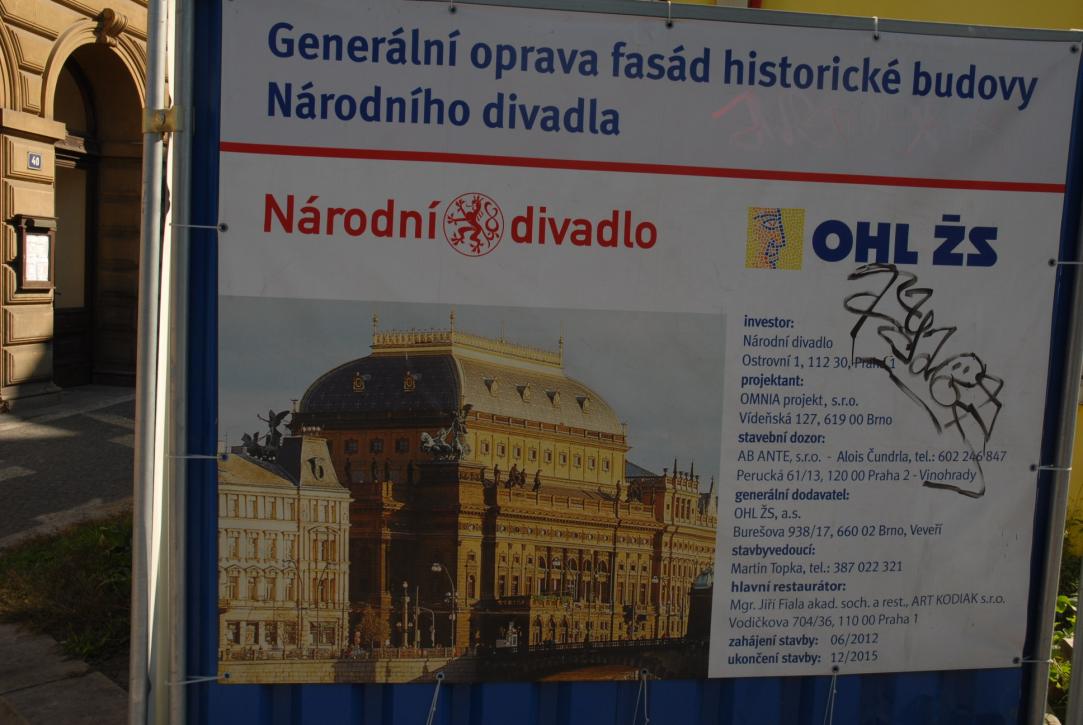 Generální oprava fasád historické budovy
Národního divadla
Národní divadlo
OHL ŽS
investor:
Národní divadlo
Ostrovní 1, 112 30, Praha 1
projektant:
OMNIA projekt, s.r.o.
Vídeňská 127, 619 00 Brno
stavební dozor:
AB ANTE, s.r.o. - Alois Čundrla, tel.: 602 246 847
Perucká 61/13, 120 00 Praha 2 - Vinohrady
generální dodavatel:
OHL ŽS, a.s.
Burešova 938/17, 660 02 Brno, Veveří
stavbyvedoucí:
Martin Topka, tel.: 387 022 321
hlavní restaurátor:
Mgr. Jiří Fiala akad. soch. a rest., ART KODIAK s.r.o.
Vodičkova 704/36, 110 00 Praha 1
zahájení stavby: 06/2012
ukončení stavby: 12/2015
40